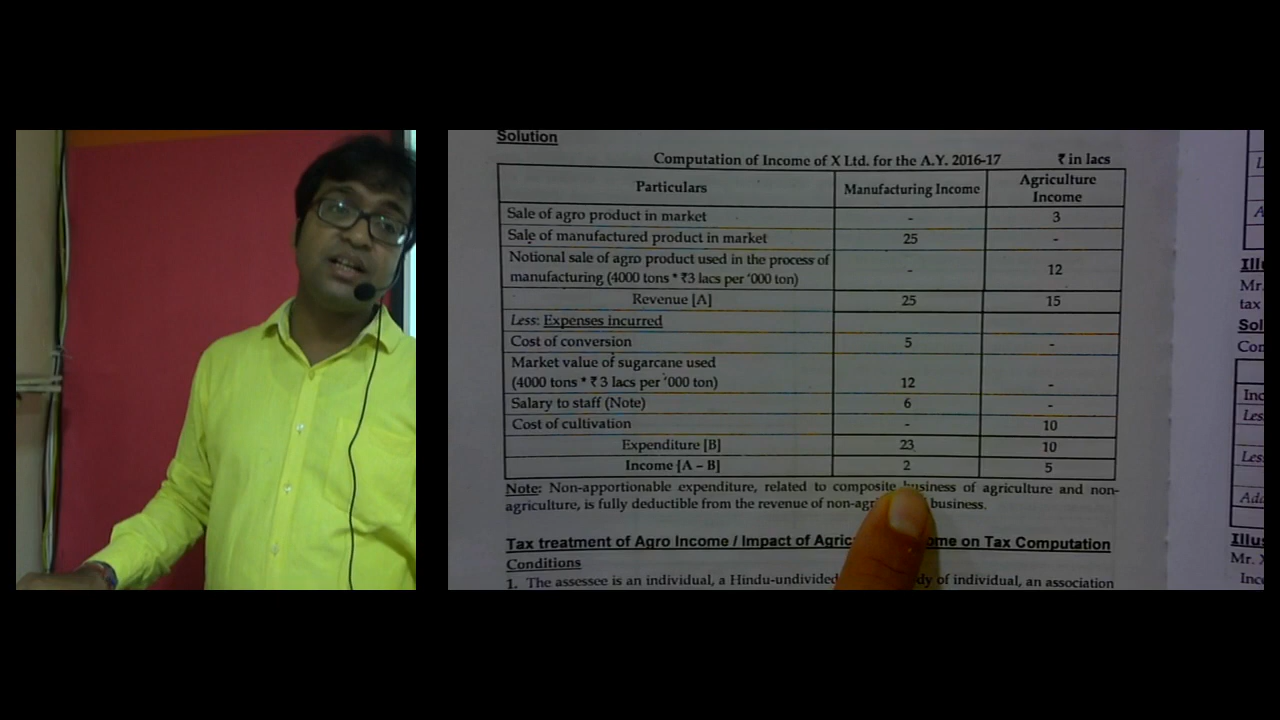 Solution
Computation of Income of X Ltd. for the A.Y. 2016-17 ₹ in lacs
Particulars Manufacturing Income Agriculture Income
Sale of agro product in market - 3
Sale of manufactured product in market 25 -
Notional sale of agro product used in the process of
manufacturing (4000 tons * ₹3 lacs per '000 ton) - 12
Revenue [A] 25 15
Less: Expenses incurred
Cost of conversion 5 -
Market value of sugarcane used
(4000 tons * ₹ 3 lacs per '000 ton) 12 -
Salary to staff (Note) 6 -
Cost of cultivation - 10
Expenditure [B] 23 10
Income [A – B] 2 5
Note: Non-apportionable expenditure, related to composite business of agriculture and non-
agriculture, is fully deductible from the revenue of business.
Tax treatment of Agro Income / Impact of on Tax Computation
Conditions
1. The assessee is an individual, a Hindu-undivided of individual, an association
Mr.
tax
Mr. X